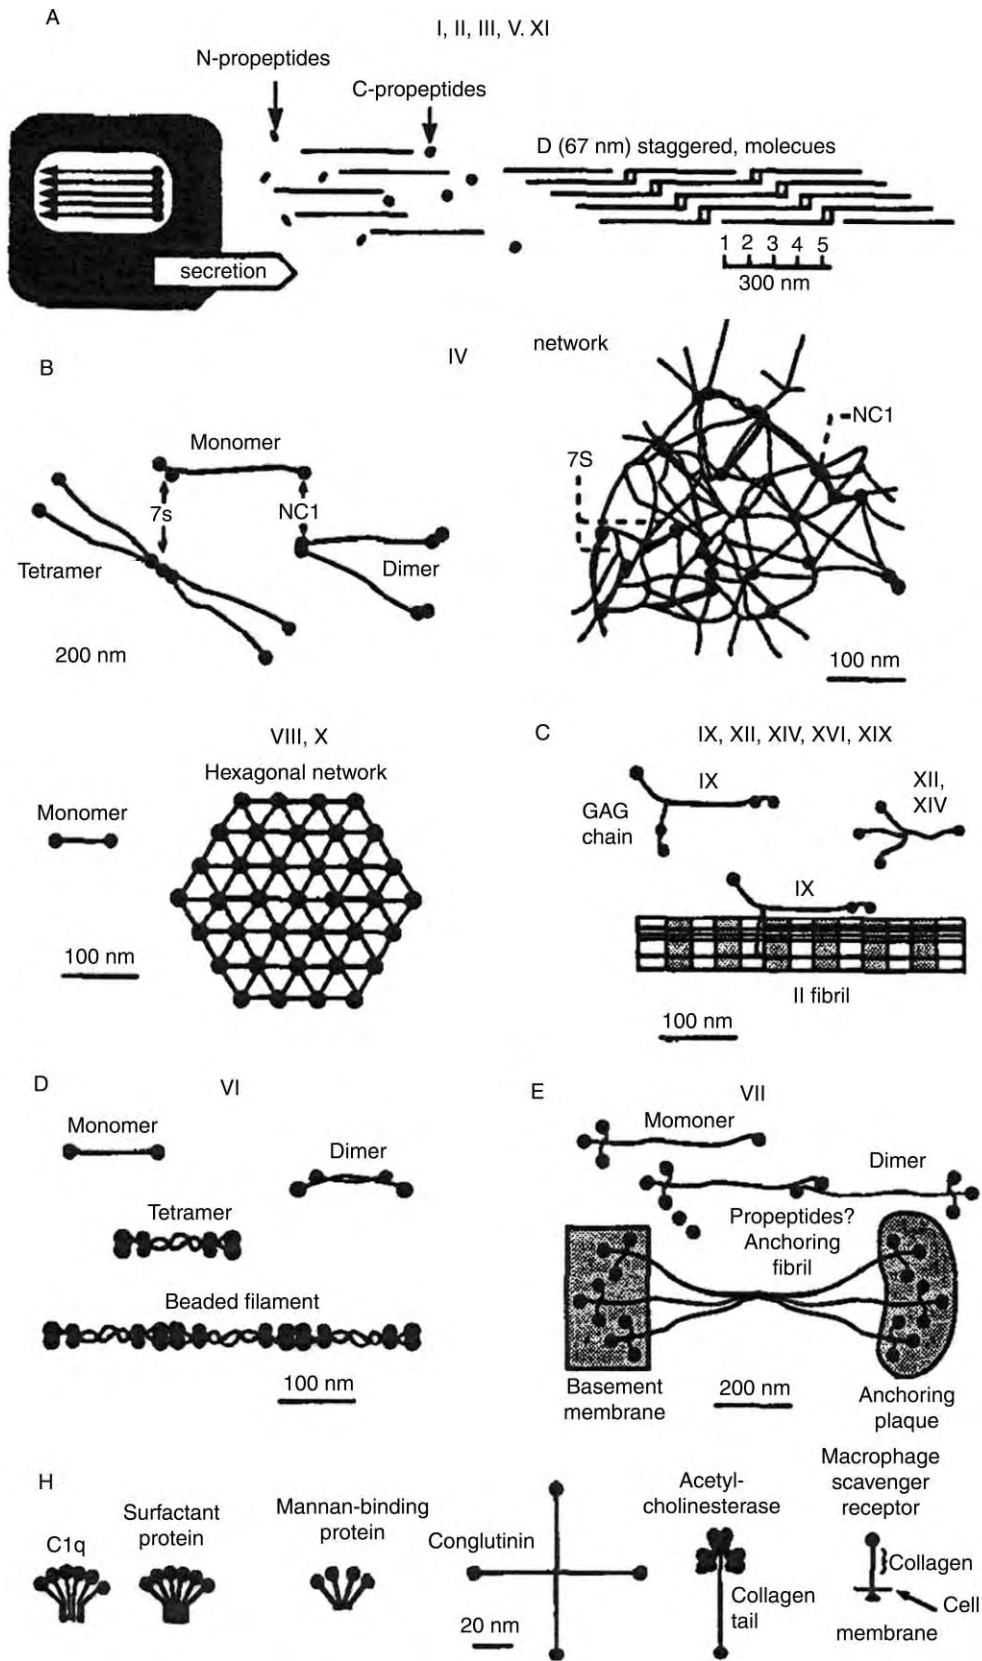 A
I, II, III, V. XI
N-propeptides
C-propeptides
D (67 nm) staggered, molecues
secretion
1 2 3 4 5
300 nm
B
IV
network
Monomer
NC1
7S
7s
NC1
Tetramer
Dimer
200 nm
100 nm
VIII, X
Hexagonal network
Monomer
100 nm
C
IX, XII, XIV, XVI, XIX
IX
XII,
XIV
GAG
chain
IX
II fibril
100 nm
D
VI
Monomer
Dimer
Tetramer
Beaded filament
100 nm
E
VII
Momoner
Dimer
Propeptides?
Anchoring
fibril
Basement
membrane
200 nm
Anchoring
plaque
H
C1q
Surfactant
protein
Mannan-binding
protein
Conglutinin
20 nm
Acetyl-
cholinesterase
Collagen
tail
Macrophage
scavenger
receptor
Collagen
Cell
membrane